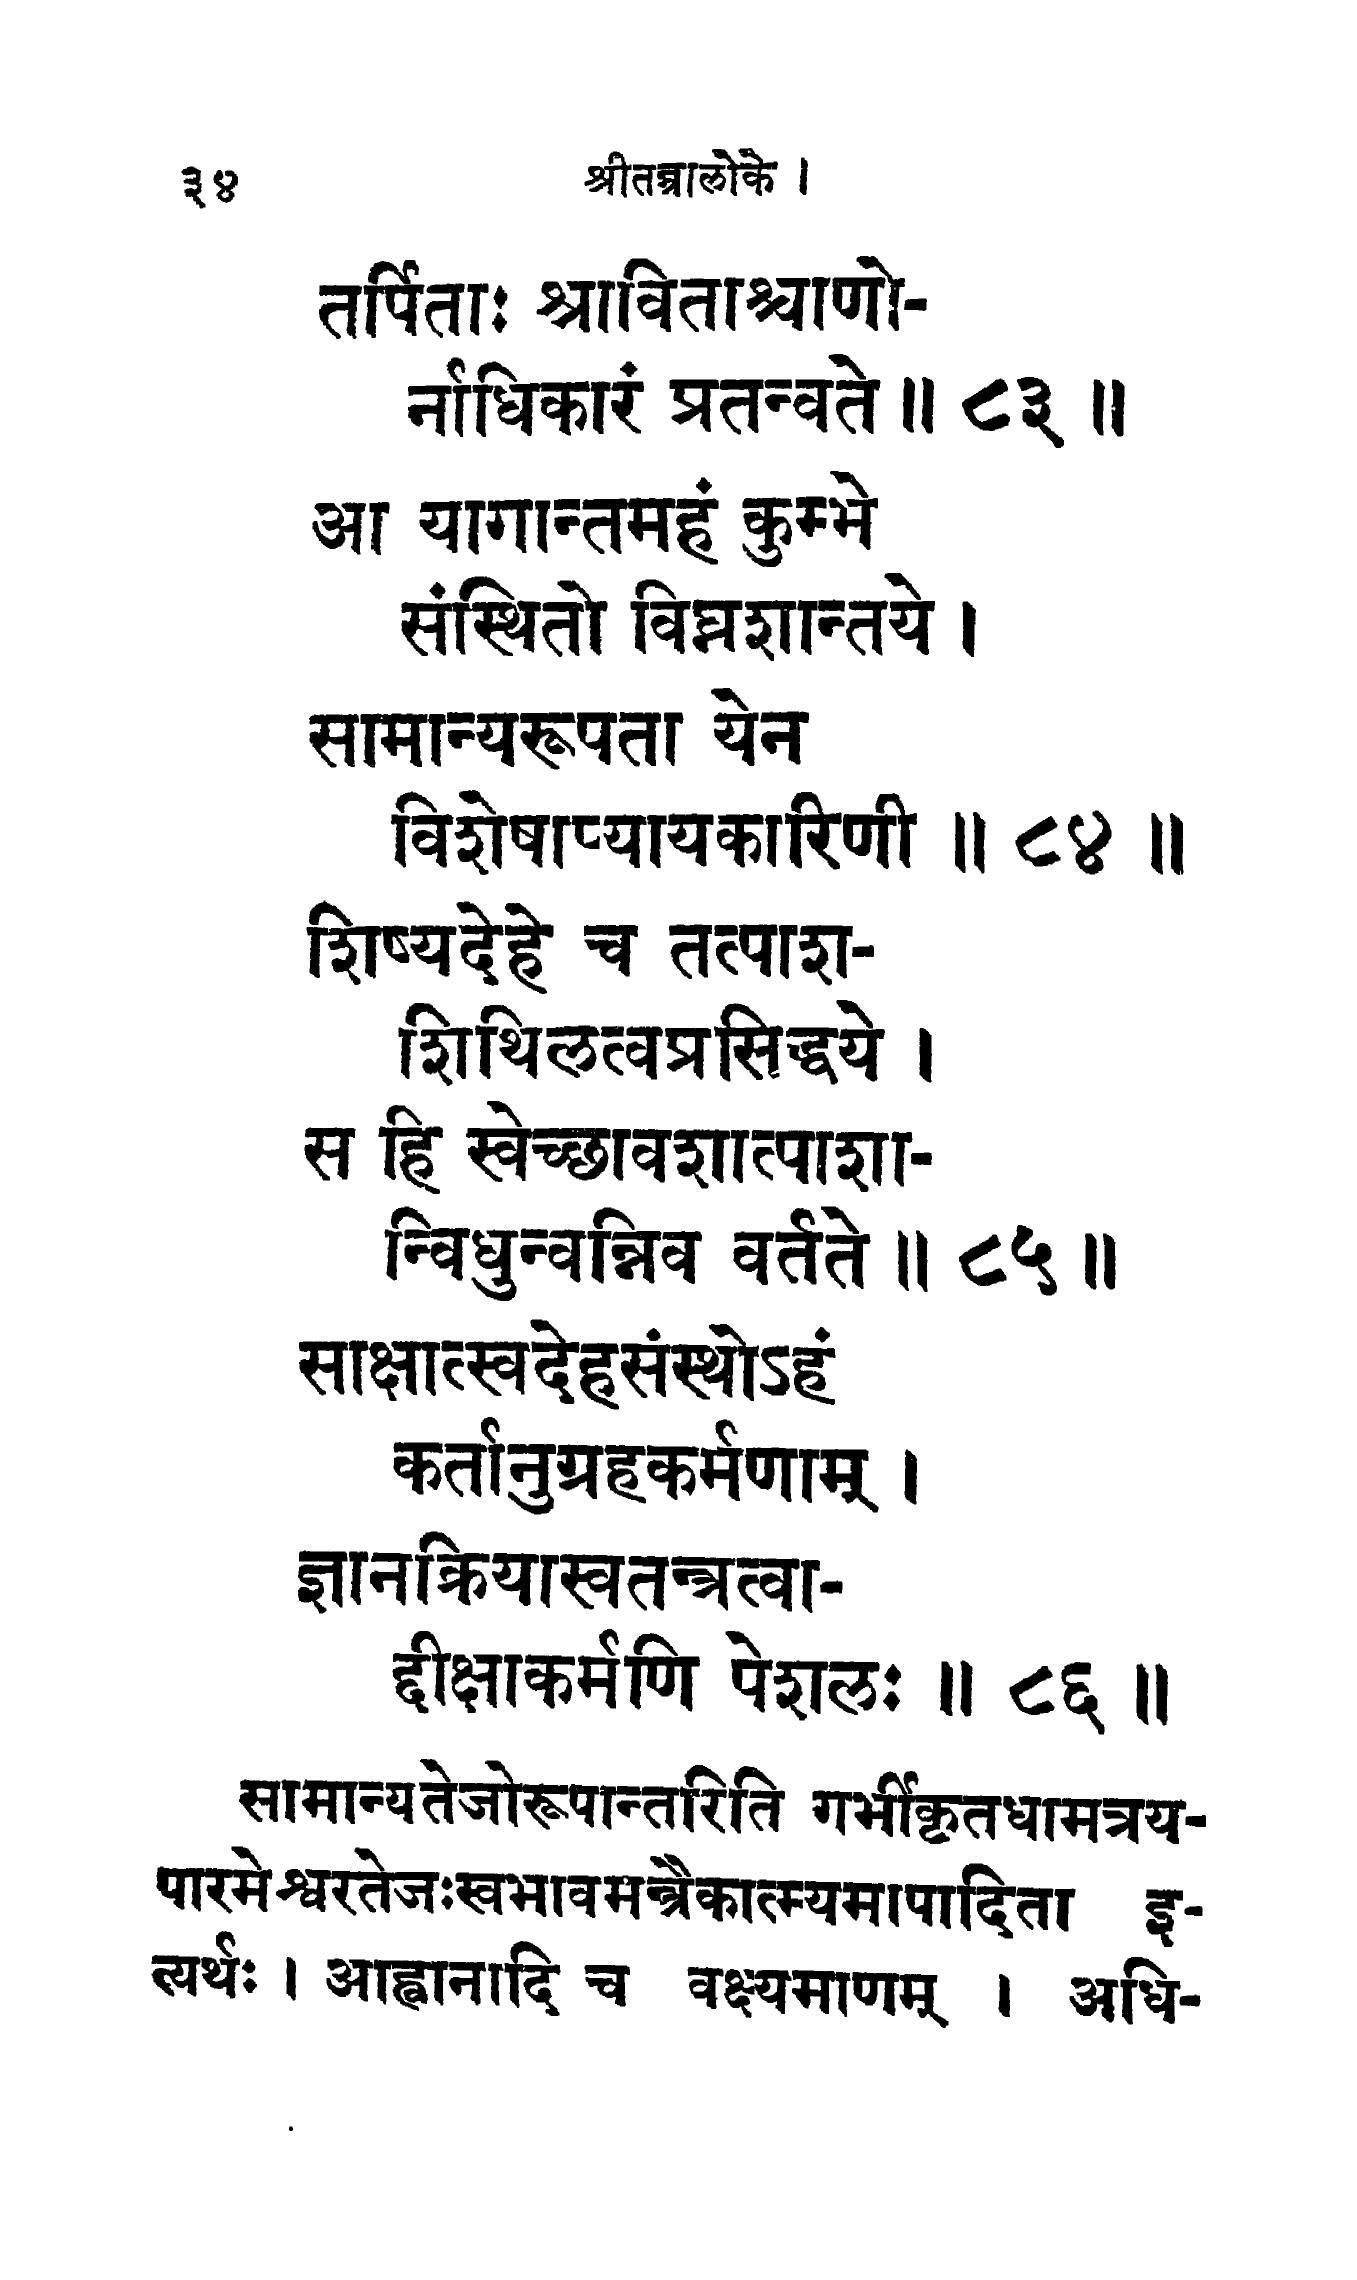 ३४
श्रीतन्त्रालोके ।
तर्पिताः श्राविताश्चाणो-
र्नाधिकारं प्रतन्वते ॥ ८३ ॥
आ यागान्तमहं कुम्भे
संस्थितो विघ्नशान्तये ।
सामान्यरूपता येन
विशेषाप्यायकारिणी ॥ ८४ ॥
शिष्यदेहे च तत्पाश-
शिथिलत्वप्रसिद्धये ।
स हि स्वेच्छावशात्पाशा-
न्विधुन्वन्निव वर्तते ॥ ८५ ॥
साक्षात्स्वदेहसंस्थोऽहं
कर्तानुग्रहकर्मणाम् ।
ज्ञानक्रियास्वतन्त्रत्वा-
द्दीक्षाकर्मणि पेशलः ॥ ८६ ॥
सामान्यतेजोरूपान्तरिति गर्भीकृतधामत्रय-
पारमेश्वरतेजःस्वभावमन्त्रैकात्म्यमापादिता इ-
त्यर्थः । आह्वानादि च वक्ष्यमाणम् । अधि-